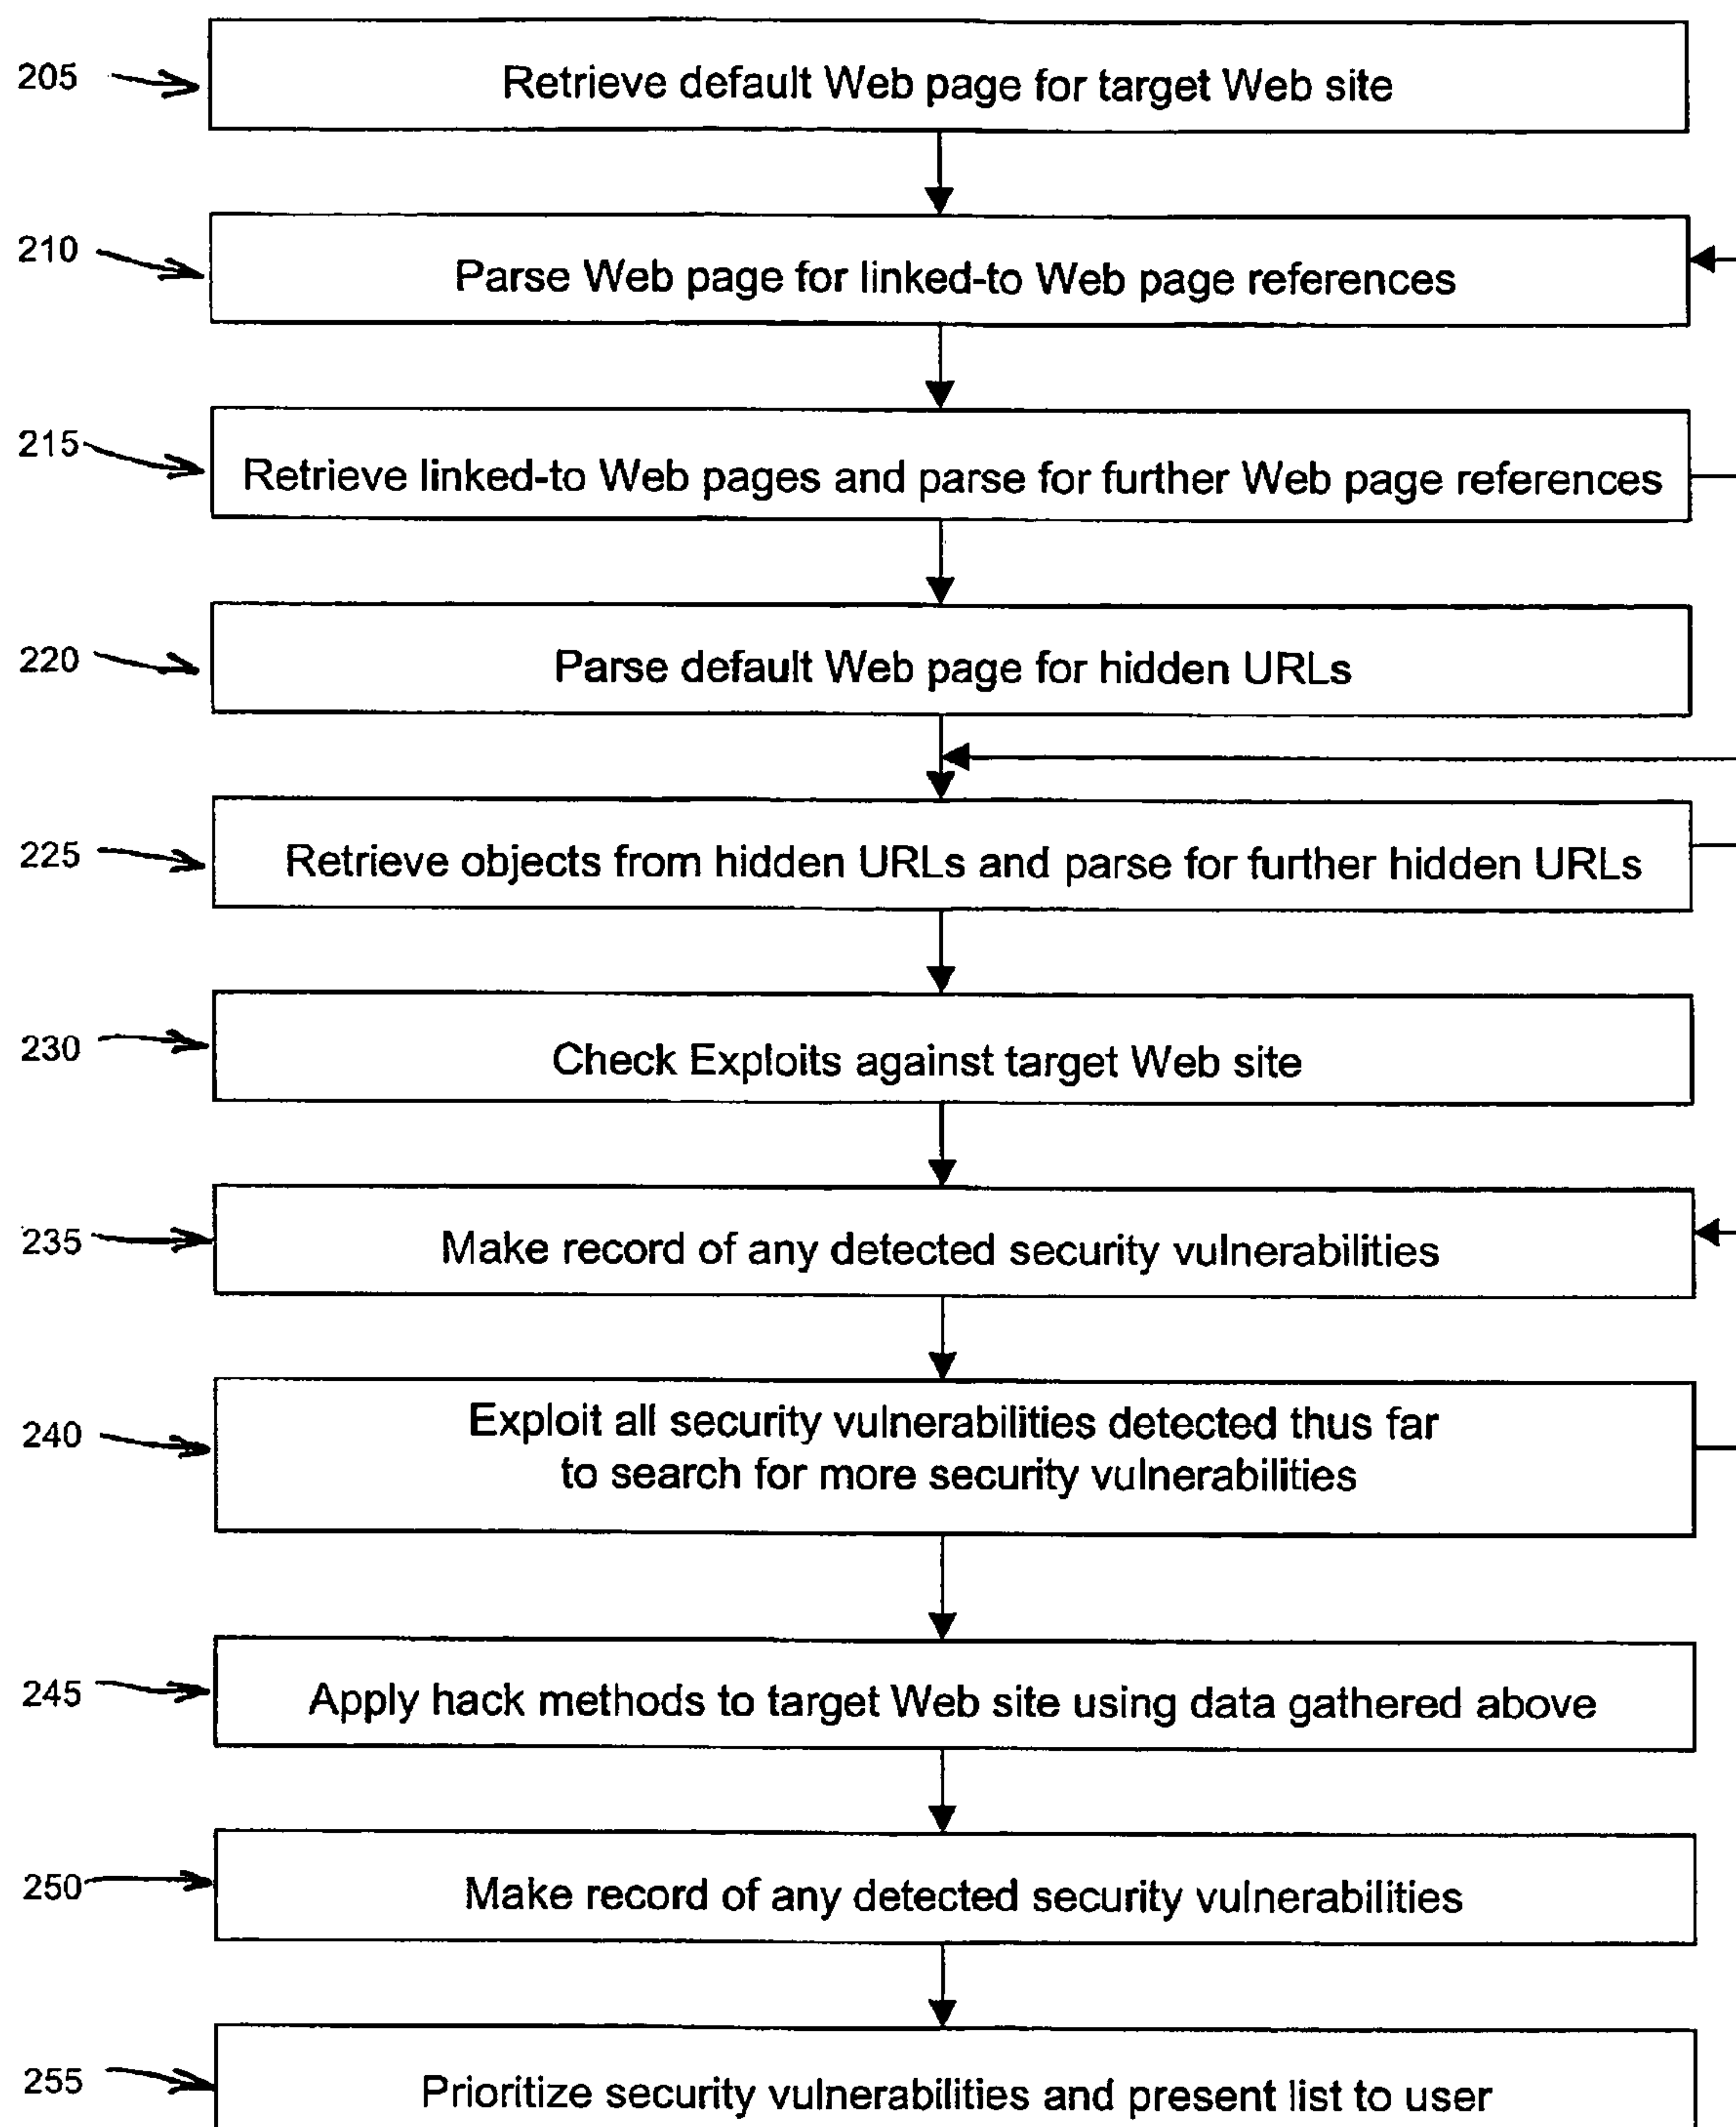 205
Retrieve default Web page for target Web site
210
Parse Web page for linked-to Web page references
215
Retrieve linked-to Web pages and parse for further Web page references
220
Parse default Web page for hidden URLs
225
Retrieve objects from hidden URLs and parse for further hidden URLs
230
Check Exploits against target Web site
235
Make record of any detected security vulnerabilities
240
Exploit all security vulnerabilities detected thus far
to search for more security vulnerabilities
245
Apply hack methods to target Web site using data gathered above
250
Make record of any detected security vulnerabilities
255
Prioritize security vulnerabilities and present list to user